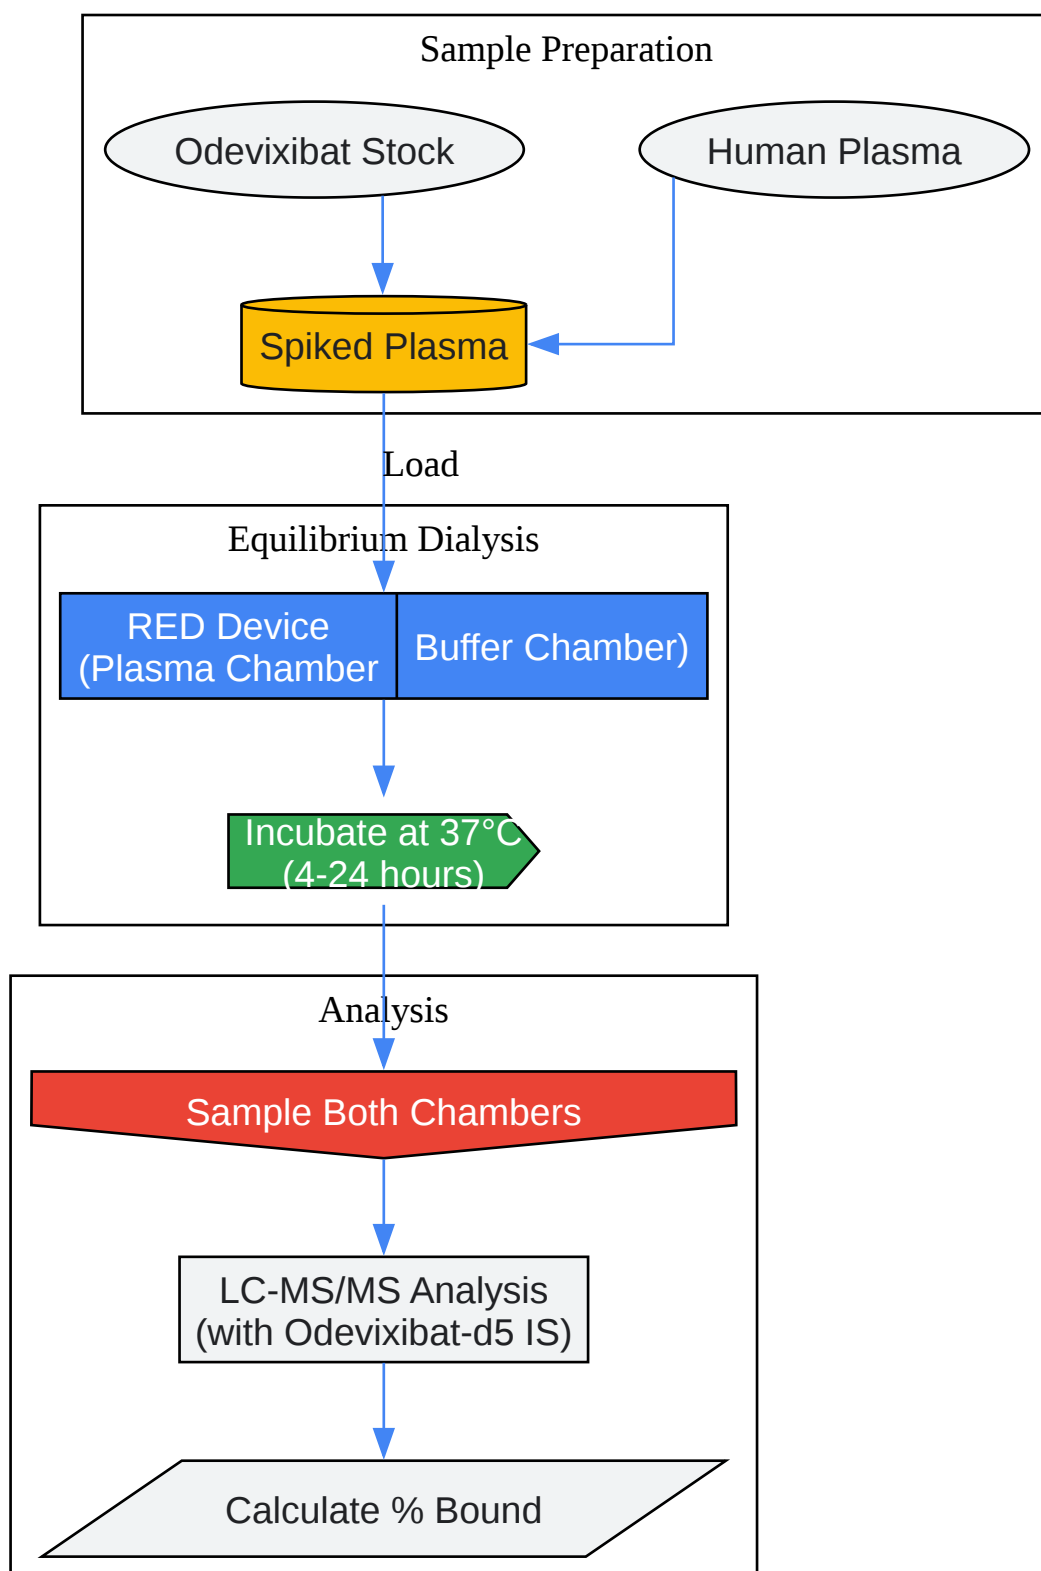 Sample Preparation
Odevixibat Stock
Human Plasma
Spiked Plasma
Load
Equilibrium Dialysis
RED Device
(Plasma Chamber
Buffer Chamber)
Incubate at 37°C
(4-24 hours)
Analysis
Sample Both Chambers
LC-MS/MS Analysis
(with Odevixibat-d5 IS)
Calculate % Bound